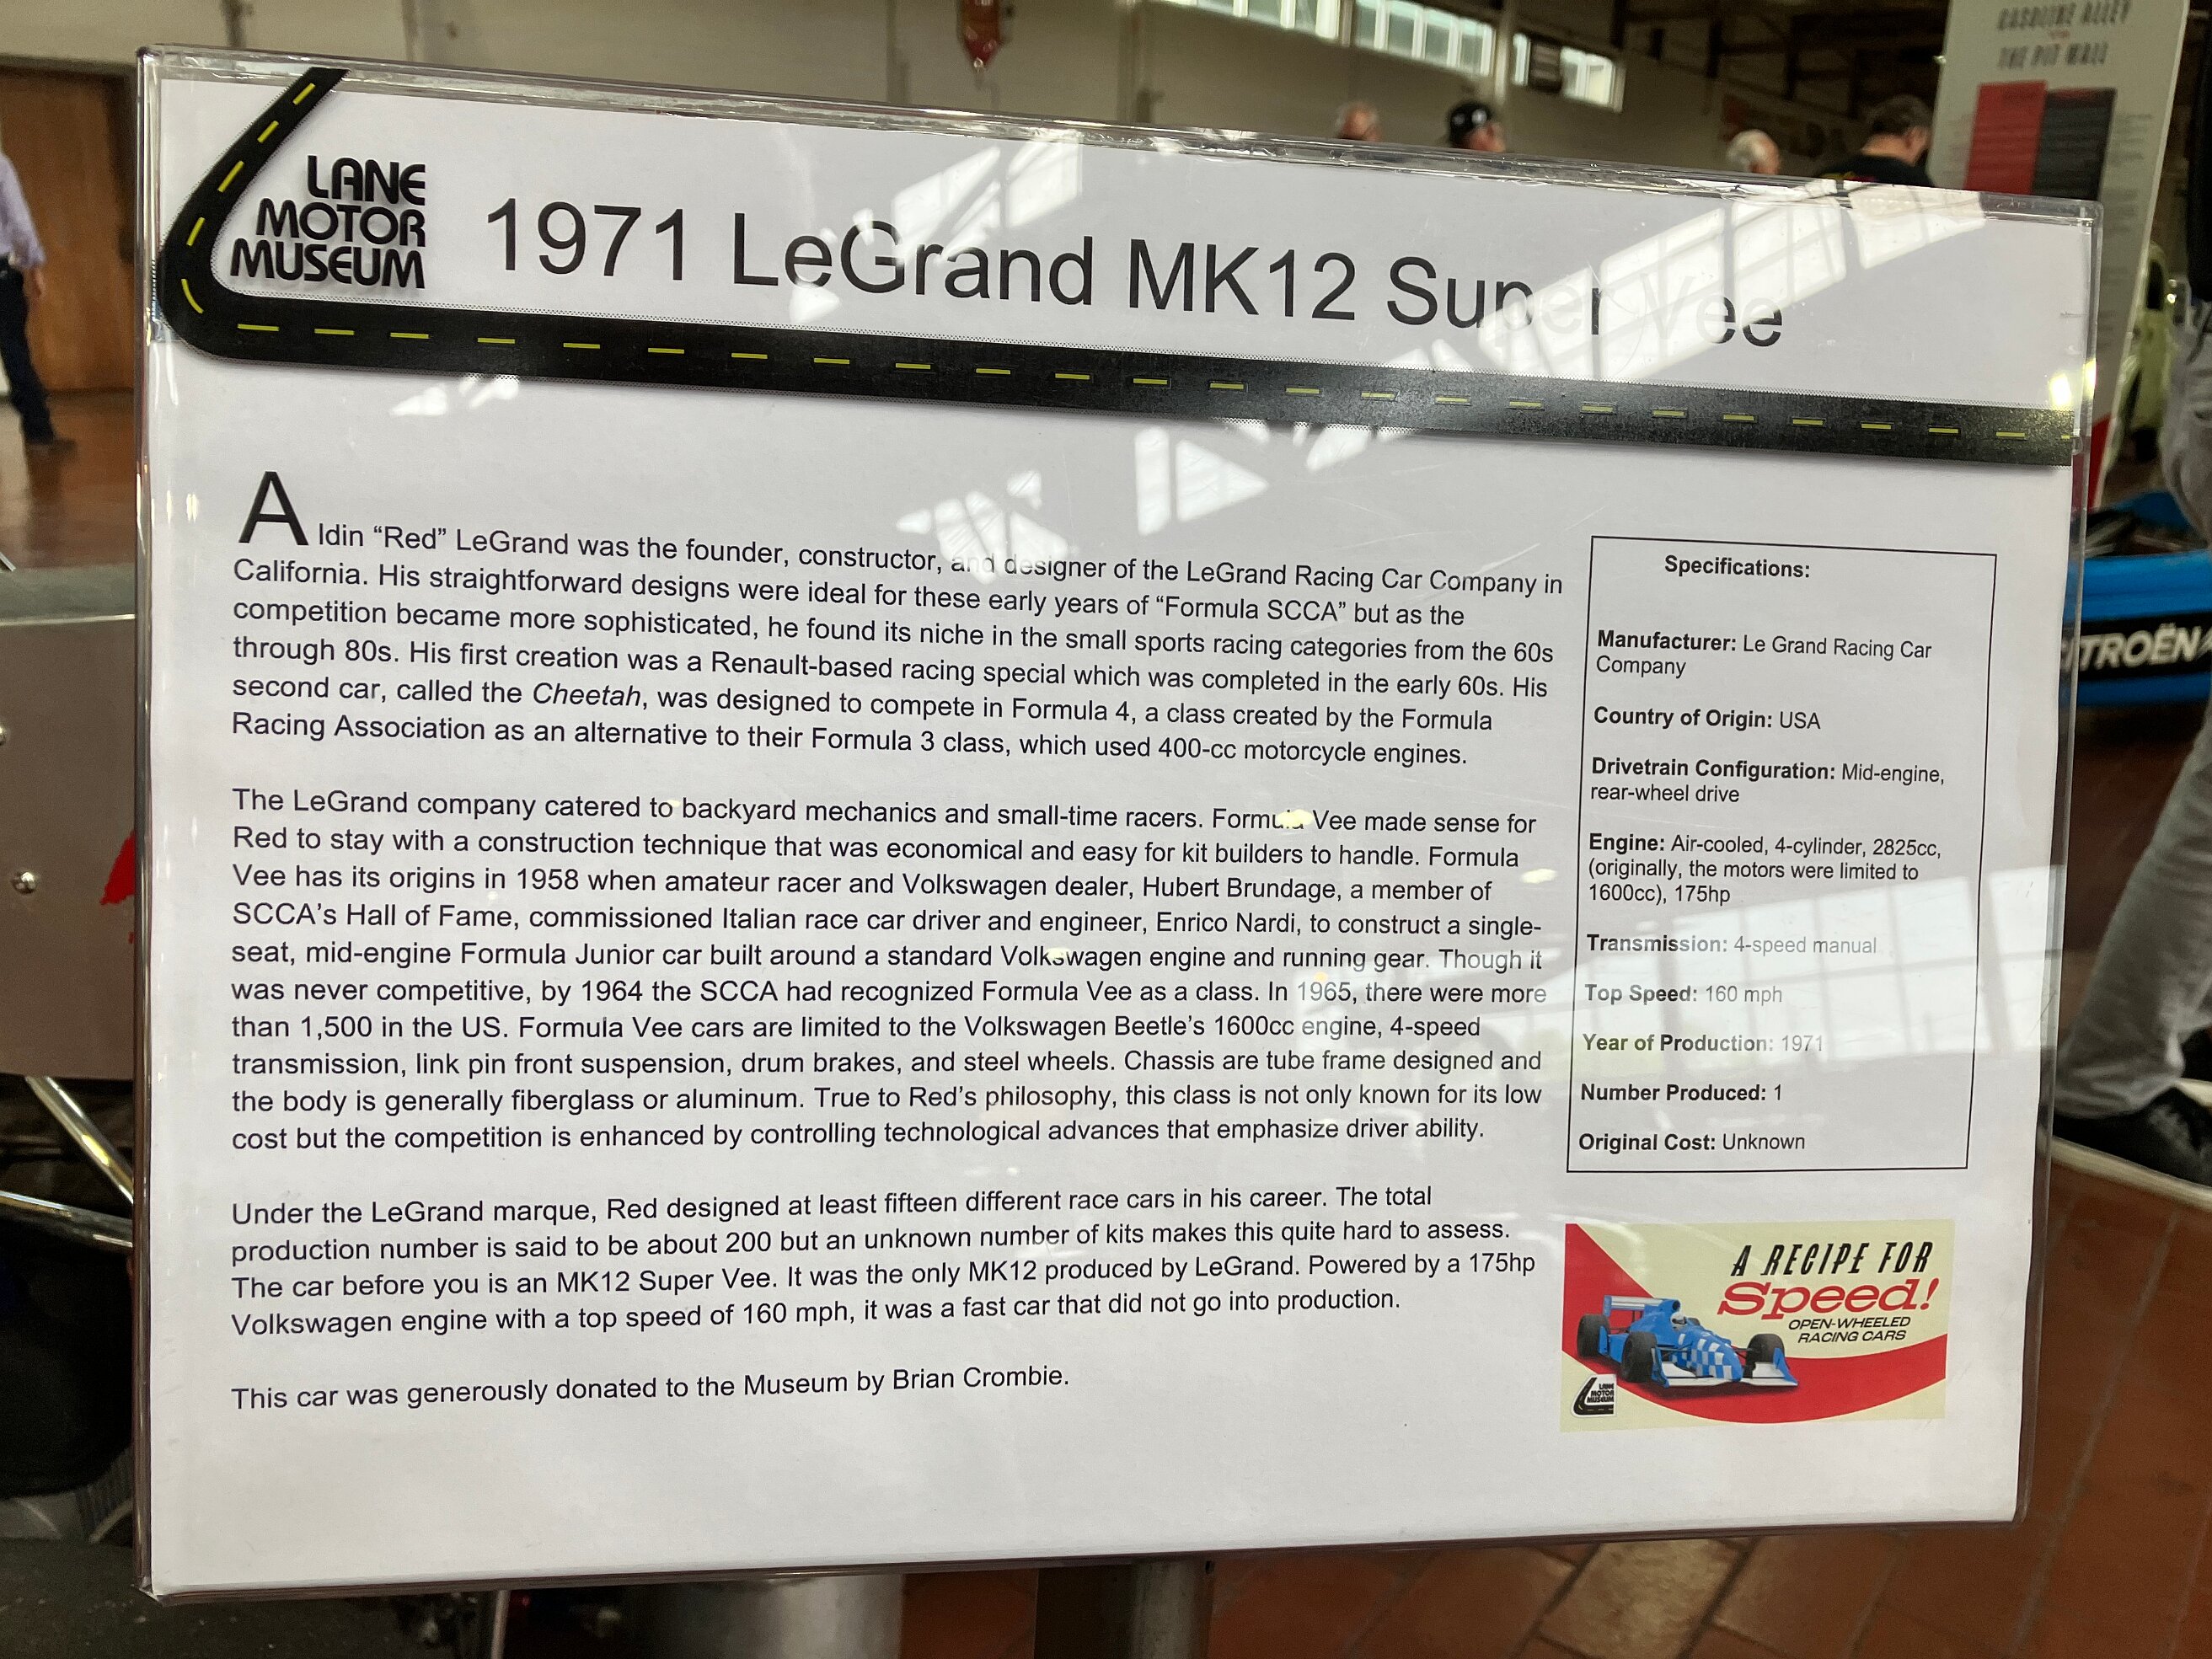 GASOLINE ALLEY
THE PIT WALL
LANE
MOTOR
MUSEUM
1971 LeGrand MK12 Super Vee
Aldin “Red” LeGrand was the founder, constructor, and designer of the LeGrand Racing Car Company in
California. His straightforward designs were ideal for these early years of “Formula SCCA” but as the
competition became more sophisticated, he found its niche in the small sports racing categories from the 60s
through 80s. His first creation was a Renault-based racing special which was completed in the early 60s. His
second car, called the Cheetah, was designed to compete in Formula 4, a class created by the Formula
Racing Association as an alternative to their Formula 3 class, which used 400-cc motorcycle engines.
The LeGrand company catered to backyard mechanics and small-time racers. Formula Vee made sense for
Red to stay with a construction technique that was economical and easy for kit builders to handle. Formula
Vee has its origins in 1958 when amateur racer and Volkswagen dealer, Hubert Brundage, a member of
SCCA’s Hall of Fame, commissioned Italian race car driver and engineer, Enrico Nardi, to construct a single-
seat, mid-engine Formula Junior car built around a standard Volkswagen engine and running gear. Though it
was never competitive, by 1964 the SCCA had recognized Formula Vee as a class. In 1965, there were more
than 1,500 in the US. Formula Vee cars are limited to the Volkswagen Beetle’s 1600cc engine, 4-speed
transmission, link pin front suspension, drum brakes, and steel wheels. Chassis are tube frame designed and
the body is generally fiberglass or aluminum. True to Red’s philosophy, this class is not only known for its low
cost but the competition is enhanced by controlling technological advances that emphasize driver ability.
Under the LeGrand marque, Red designed at least fifteen different race cars in his career. The total
production number is said to be about 200 but an unknown number of kits makes this quite hard to assess.
The car before you is an MK12 Super Vee. It was the only MK12 produced by LeGrand. Powered by a 175hp
Volkswagen engine with a top speed of 160 mph, it was a fast car that did not go into production.
This car was generously donated to the Museum by Brian Crombie.
Specifications:
Manufacturer: Le Grand Racing Car
Company
Country of Origin: USA
Drivetrain Configuration: Mid-engine,
rear-wheel drive
Engine: Air-cooled, 4-cylinder, 2825cc,
(originally, the motors were limited to
1600cc), 175hp
Transmission: 4-speed manual
Top Speed: 160 mph
Year of Production: 1971
Number Produced: 1
Original Cost: Unknown
A RECIPE FOR
Speed!
OPEN-WHEELED
RACING CARS
LANE
MOTOR
MUSEUM
CITROËN